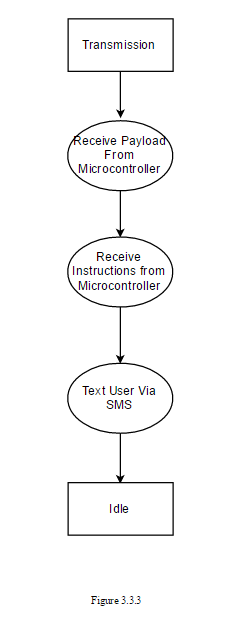 Transmission
Receive Payload
From
Microcontroller
Receive
Instructions from
Microcontroller
Text User Via
SMS
Idle
Figure 3.3.3